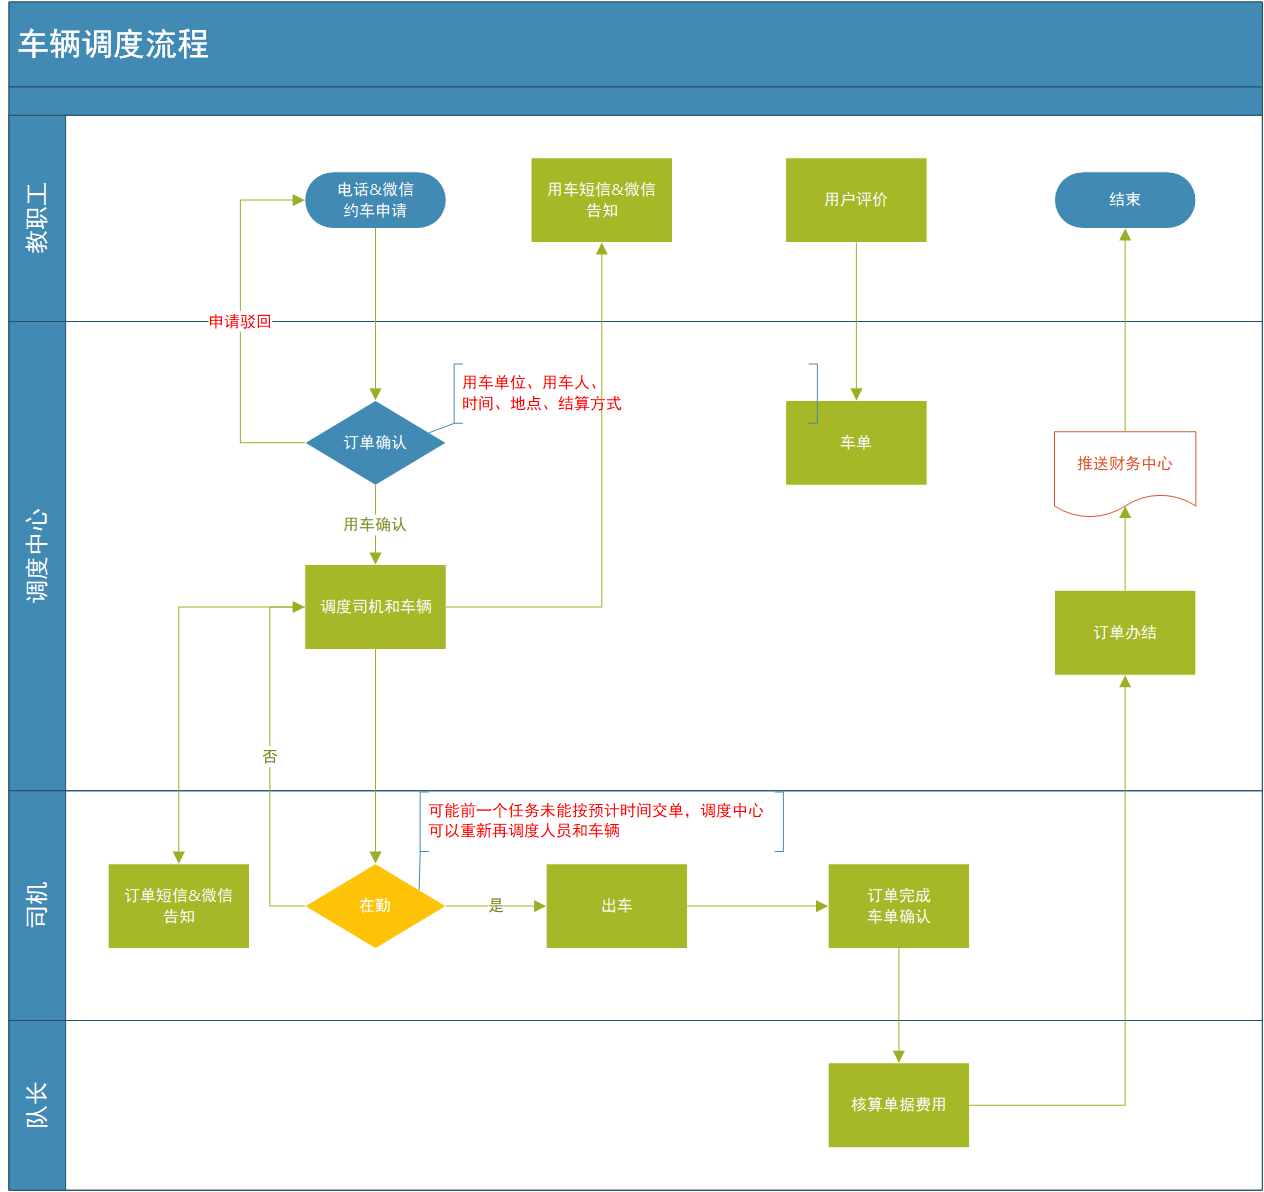 车辆调度流程
教职工
电话&微信
约车申请
用车短信&微信
告知
用户评价
结束
申请驳回
调度中心
用车单位、用车人、
时间、地点、结算方式
订单确认
车单
推送财务中心
用车确认
调度司机和车辆
订单办结
否
司机
可能前一个任务未能按预计时间交单，调度中心
可以重新再调度人员和车辆
订单短信&微信
告知
在勤
是
出车
订单完成
车单确认
队长
核算单据费用